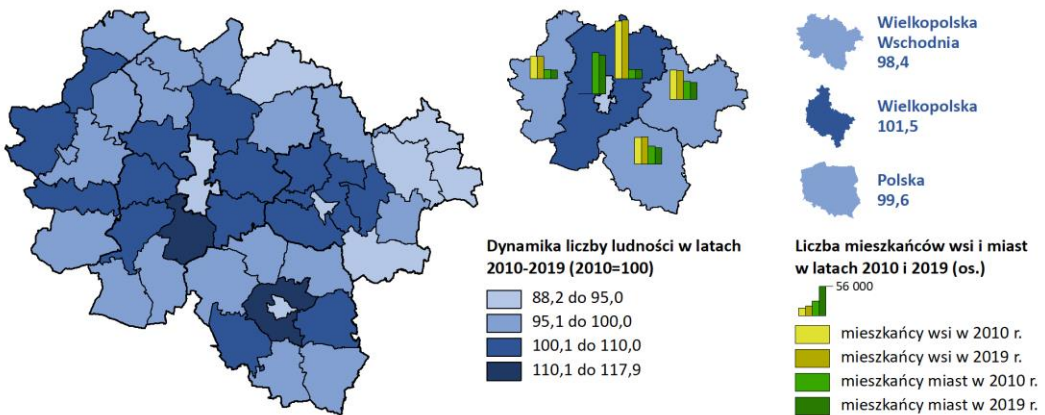 Wielkopolska
Wschodnia
98,4
Wielkopolska
101,5
Polska
99,6
Dynamika liczby ludności w latach
2010-2019 (2010=100)
88,2 do 95,0
95,1 do 100,0
100,1 do 110,0
110,1 do 117,9
Liczba mieszkańców wsi i miast
w latach 2010 i 2019 (os.)
56 000
mieszkańcy wsi w 2010 r.
mieszkańcy wsi w 2019 r.
mieszkańcy miast w 2010 r.
mieszkańcy miast w 2019 r.